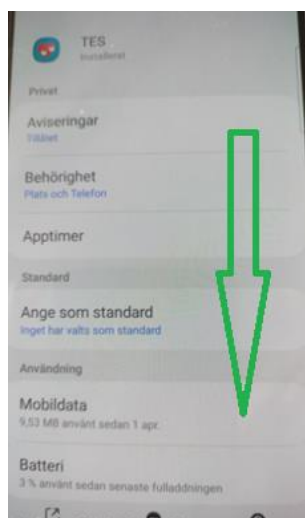 TES
Installerat
Privat
Aviseringar
Tillåtet
Behörighet
Plats och Telefon
Apptimer
Standard
Ange som standard
Inget har valts som standard
Användning
Mobildata
9,53 MB använt sedan 1 apr.
Batteri
3 % använt sedan senaste fulladdningen